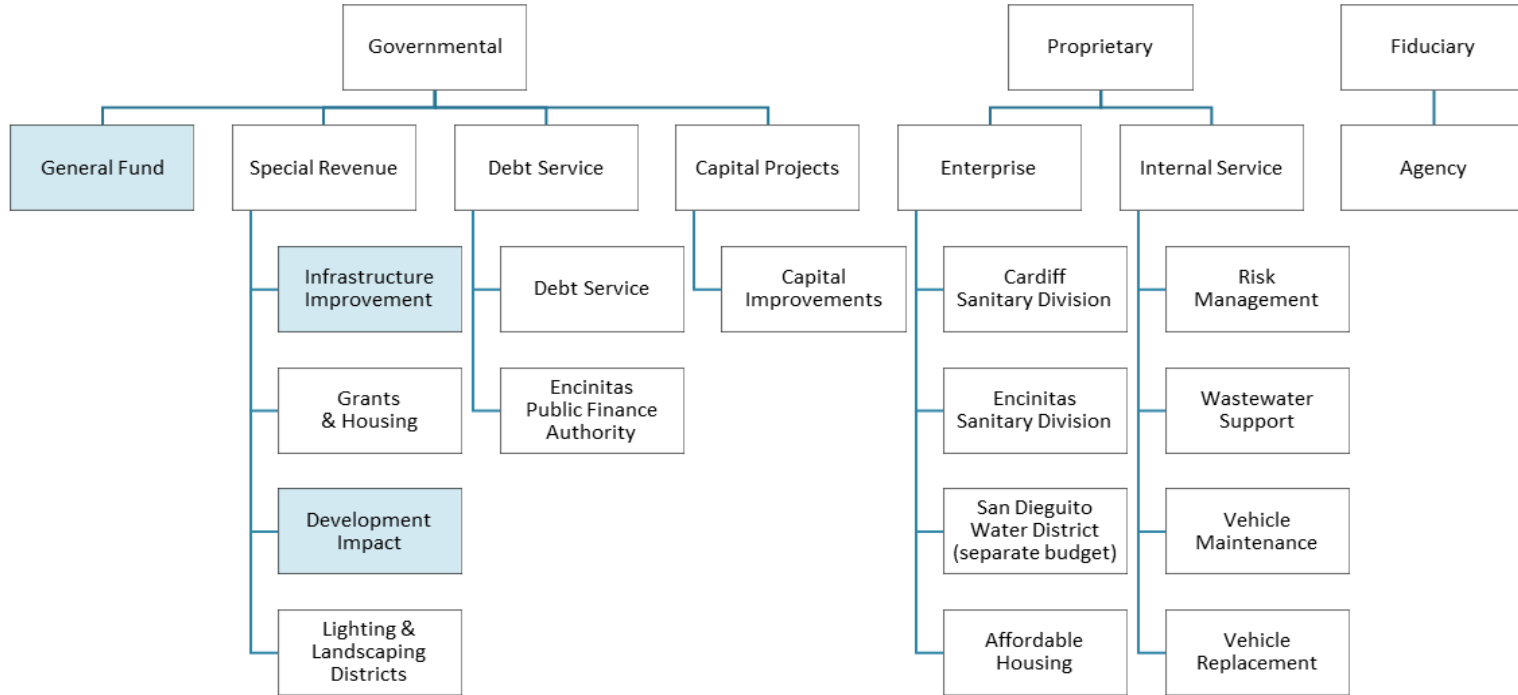 Governmental
Proprietary
Fiduciary
General Fund
Special Revenue
Debt Service
Capital Projects
Enterprise
Internal Service
Agency
Infrastructure
Improvement
Debt Service
Capital
Improvements
Cardiff
Sanitary Division
Risk
Management
Grants
& Housing
Encinitas
Public Finance
Authority
Encinitas
Sanitary Division
Wastewater
Support
Development
Impact
San Dieguito
Water District
(separate budget)
Vehicle
Maintenance
Lighting &
Landscaping
Districts
Affordable
Housing
Vehicle
Replacement